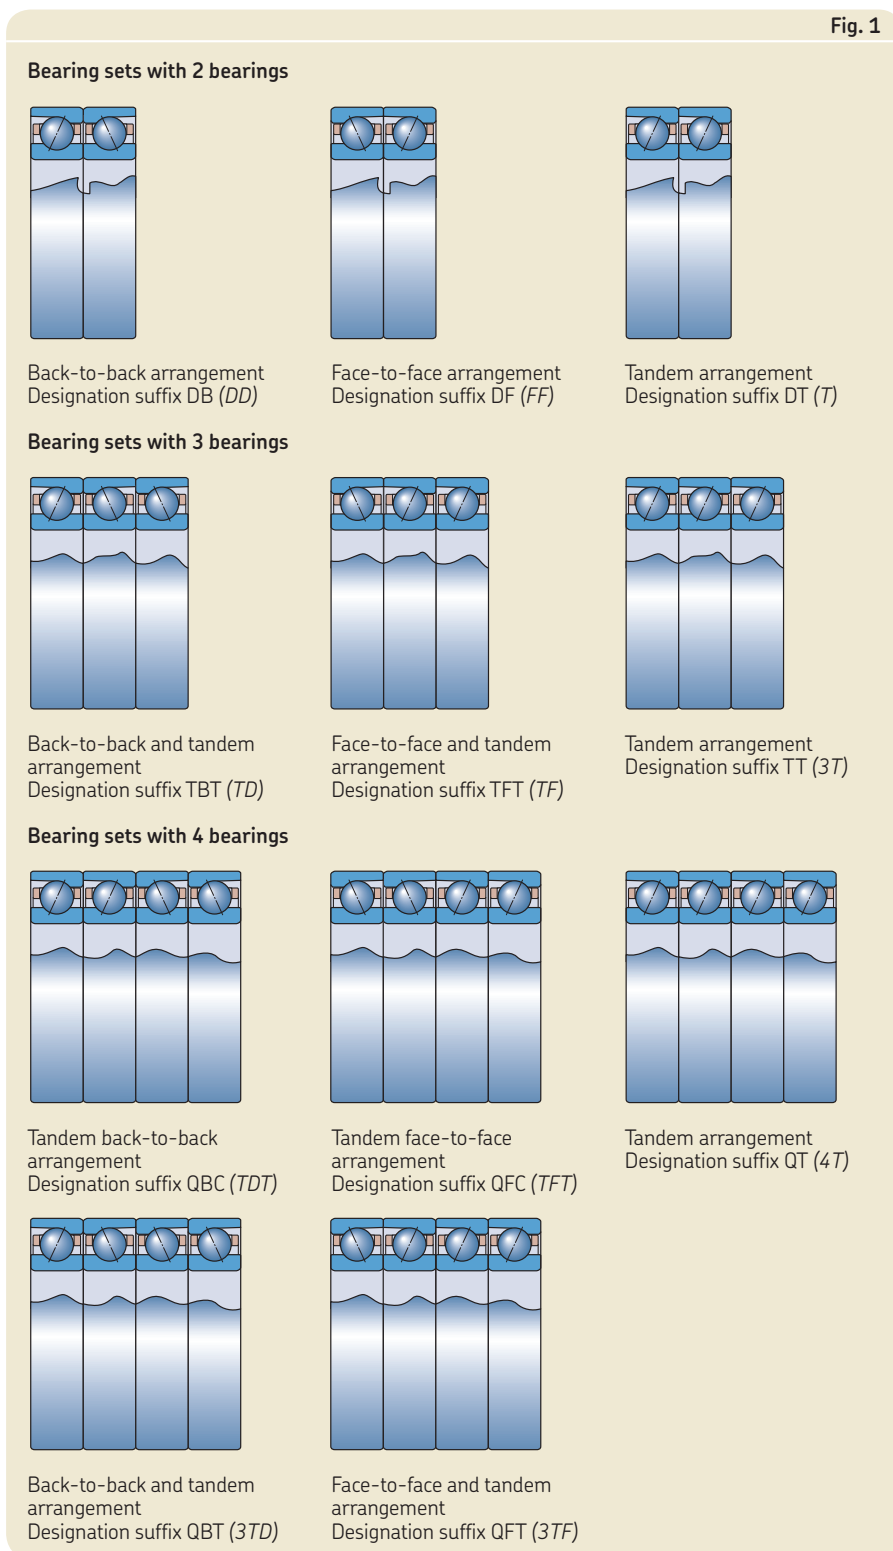 Fig. 1
Bearing sets with 2 bearings
Back-to-back arrangement
Designation suffix DB (DD)
Face-to-face arrangement
Designation suffix DF (FF)
Tandem arrangement
Designation suffix DT (T)
Bearing sets with 3 bearings
Back-to-back and tandem
arrangement
Designation suffix TBT (TD)
Face-to-face and tandem
arrangement
Designation suffix TFT (TF)
Tandem arrangement
Designation suffix TT (3T)
Bearing sets with 4 bearings
Tandem back-to-back
arrangement
Designation suffix QBC (TDT)
Tandem face-to-face
arrangement
Designation suffix QFC (TFT)
Tandem arrangement
Designation suffix QT (4T)
Back-to-back and tandem
arrangement
Designation suffix QBT (3TD)
Face-to-face and tandem
arrangement
Designation suffix QFT (3TF)